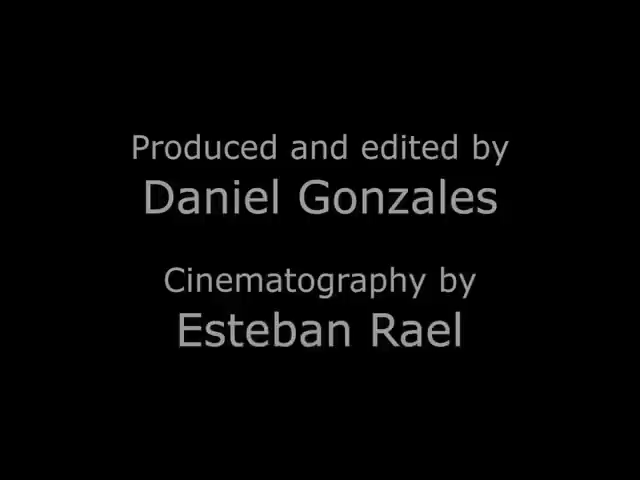 Produced and edited by
Daniel Gonzales
Cinematography by
Esteban Rael